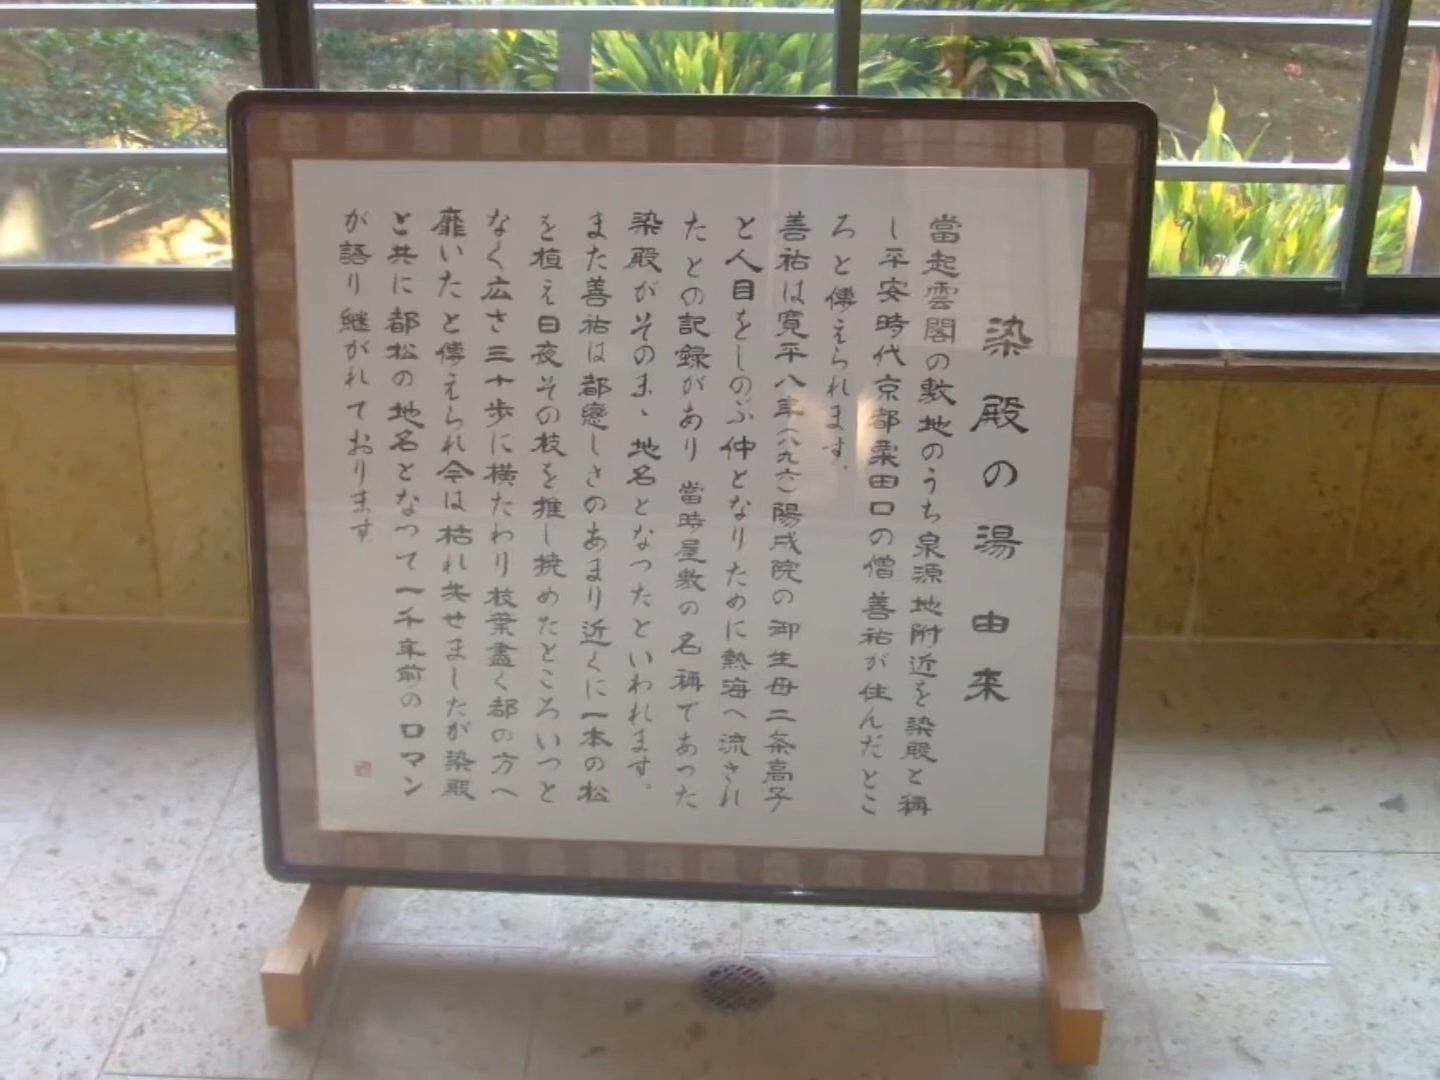 染殿の湯由来
當起雲閣の敷地のうち泉源地附近を染殿と稱
し平安時代京都粟田口の僧善祐が住んだとこ
ろと傳えられます。
善祐は寛平八年(八九六)陽成院の御生母二条高子
と人目をしのぶ仲となりために熱海へ流され
たとの記録があり 當時屋敷の名稱であった
染殿がそのまゝ地名となつたといわれます。
また善祐は都戀しさのあまり近くに一本の松
を植え日夜その枝を推し撓めたところいつと
なく広さ三十歩に横たわり枝葉盡く都の方へ
靡いたと傳えられ今は枯れ失せましたが染殿
と共に都松の地名となつて一千年前のロマン
が語り継がれております